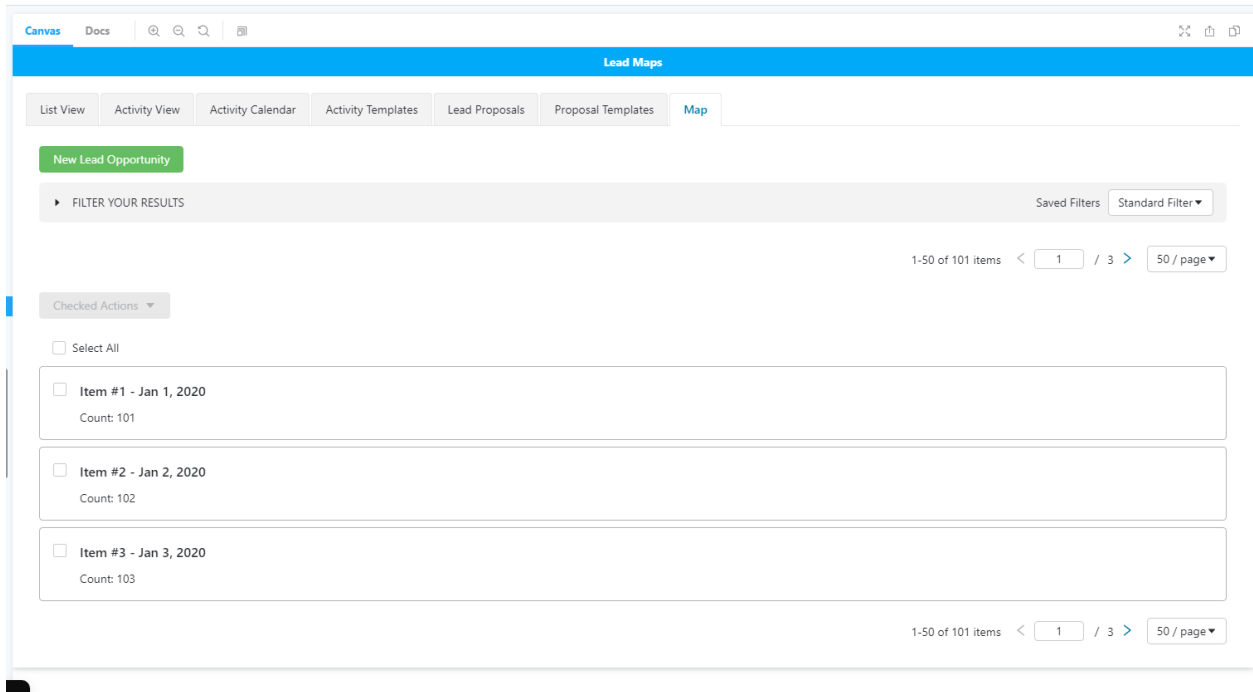 Canvas Docs
Lead Maps
List View Activity View Activity Calendar Activity Templates Lead Proposals Proposal Templates Map
New Lead Opportunity
FILTER YOUR RESULTS Saved Filters Standard Filter
1-50 of 101 items < 1 / 3 > 50 / page
Checked Actions
Select All
Item #1 - Jan 1, 2020
Count: 101
Item #2 - Jan 2, 2020
Count: 102
Item #3 - Jan 3, 2020
Count: 103
1-50 of 101 items < 1 / 3 > 50 / page